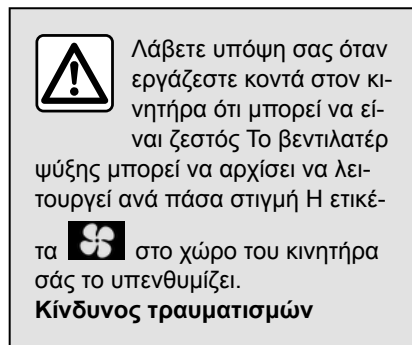 Λάβετε υπόψη σας όταν
εργάζεστε κοντά στον κι-
νητήρα ότι μπορεί να εί-
ναι ζεστός Το βεντιλατέρ
ψύξης μπορεί να αρχίσει να λει-
τουργεί ανά πάσα στιγμή Η ετικέ-
τα στο χώρο του κινητήρα
σάς το υπενθυμίζει.
Κίνδυνος τραυματισμών